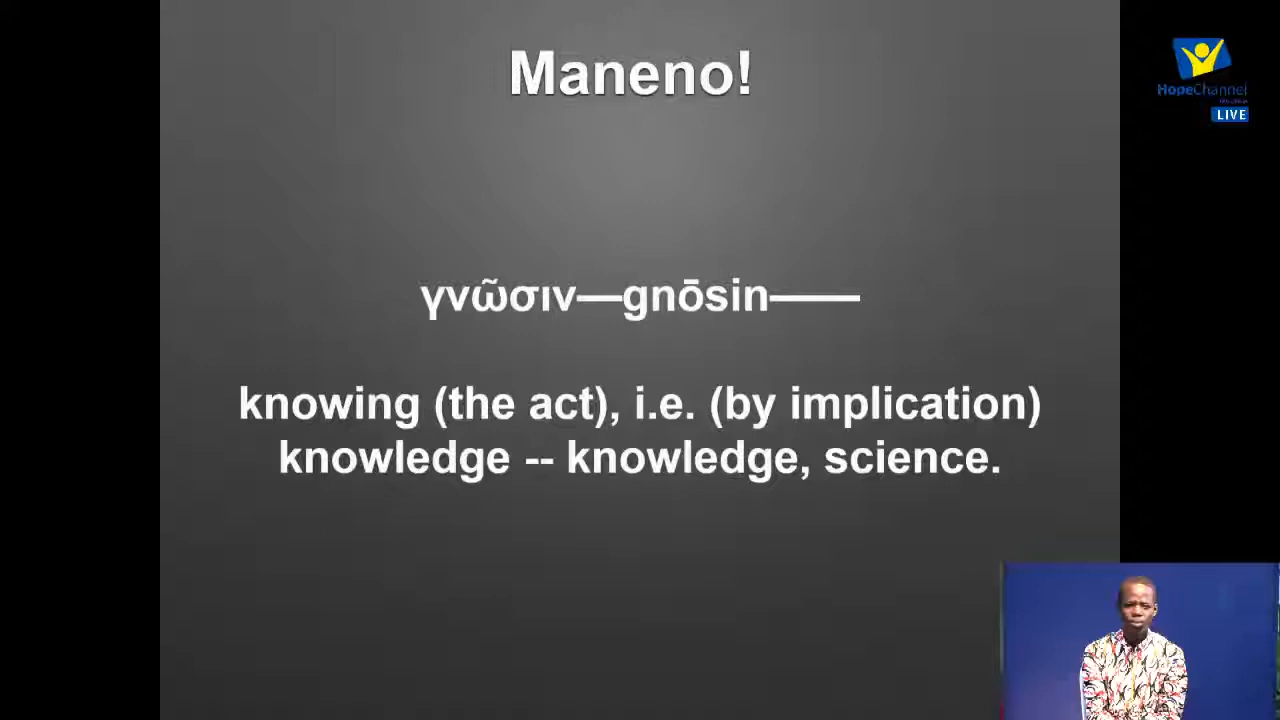 Maneno!
HopeChannel
LIVE
γνῶσιν—gnōsin——
knowing (the act), i.e. (by implication)
knowledge -- knowledge, science.